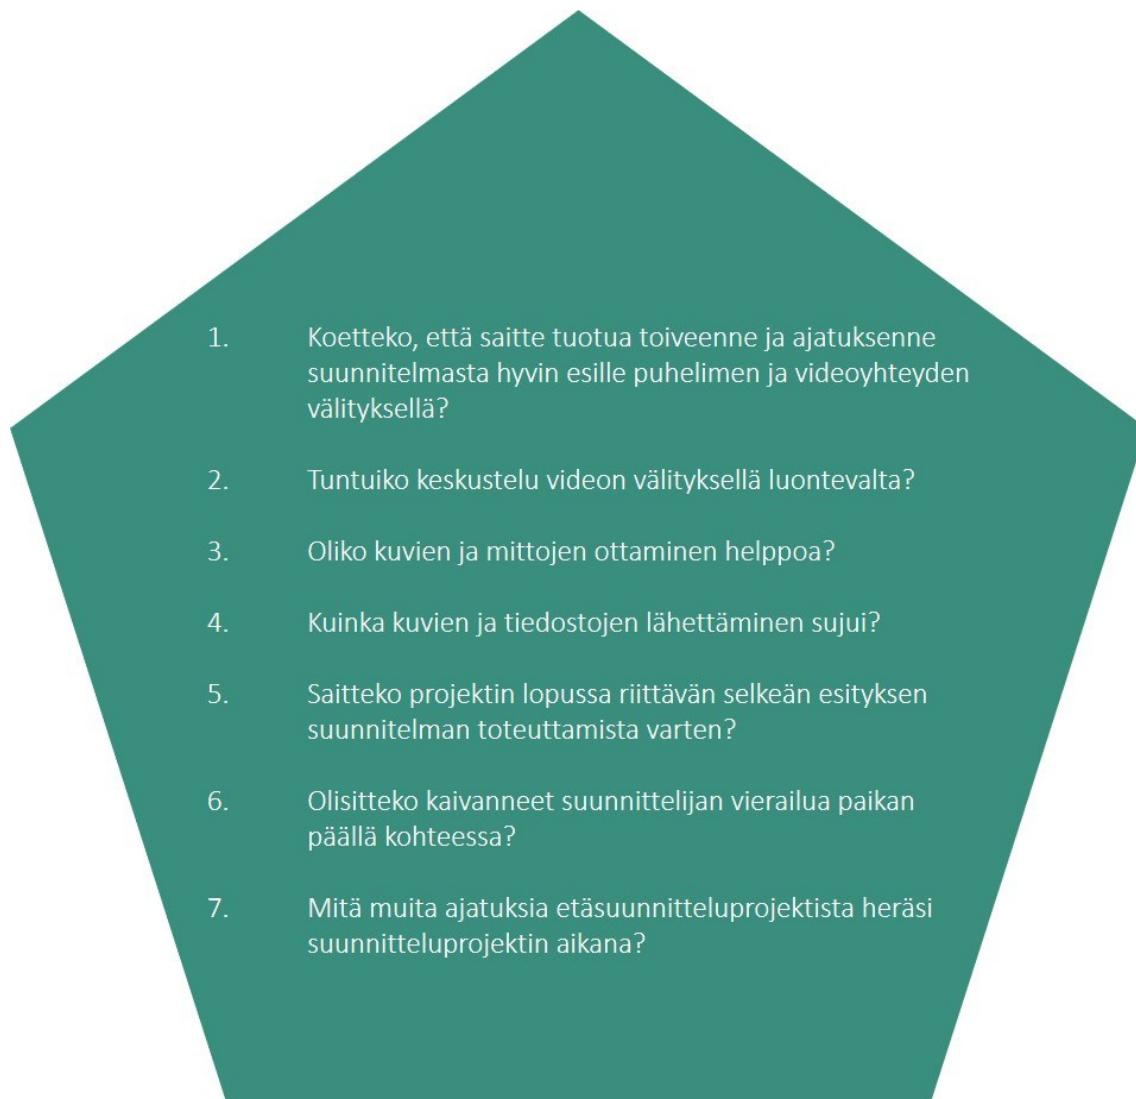 1. Koetteko, että saitte tuotua toiveenne ja ajatuksenne
suunnitelmasta hyvin esille puhelimen ja videoyhteyden
välityksellä?
2. Tuntuiko keskustelu videon välityksellä luontevalta?
3. Oliko kuvien ja mittojen ottaminen helppoa?
4. Kuinka kuvien ja tiedostojen lähettäminen sujui?
5. Saitteko projektin lopussa riittävän selkeän esityksen
suunnitelman toteuttamista varten?
6. Olisitteko kaivanneet suunnittelijan vierailua paikan
päällä kohteessa?
7. Mitä muita ajatuksia etäsuunnitteluprojektista heräsi
suunnitteluprojektin aikana?